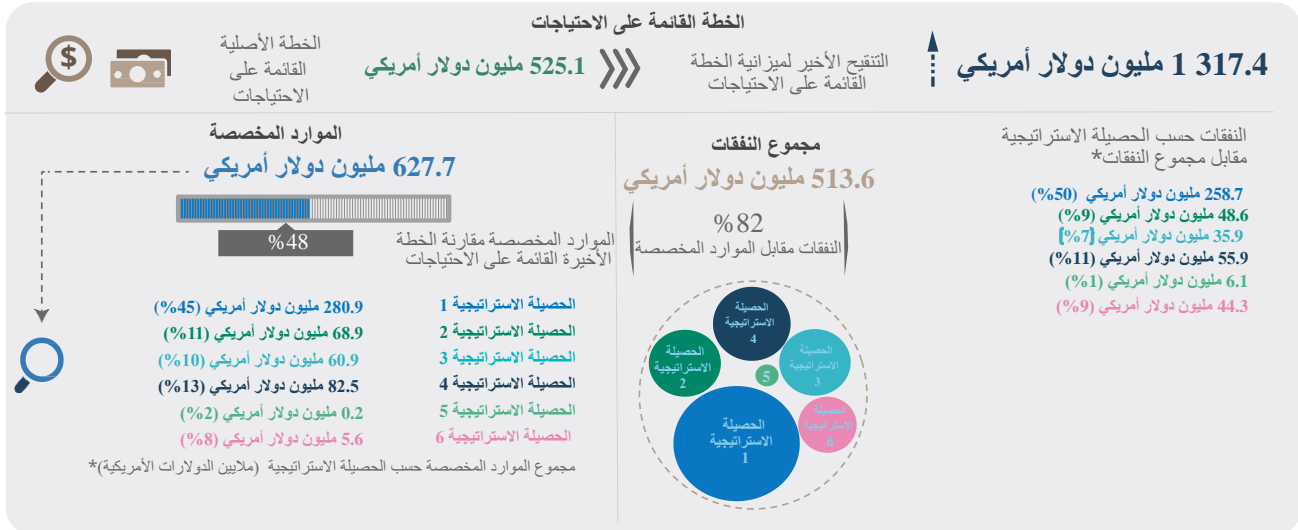 الخطة القائمة على الاحتياجات
1 317.4 مليون دولار أمريكي
التنقيح الأخير لميزانية الخطة
القائمة على الاحتياجات
525.1 مليون دولار أمريكي
الخطة الأصلية
القائمة على
الاحتياجات
$
النفقات حسب الحصيلة الاستراتيجية
مقابل مجموع النفقات*
258.7 مليون دولار أمريكي (50%)
48.6 مليون دولار أمريكي (9%)
35.9 مليون دولار أمريكي (7%)
55.9 مليون دولار أمريكي (11%)
6.1 مليون دولار أمريكي (1%)
44.3 مليون دولار أمريكي (9%)
مجموع النفقات
513.6 مليون دولار أمريكي
%82
النفقات مقابل الموارد المخصصة
الحصيلة
الاستراتيجية
4
الحصيلة
الاستراتيجية
3
الحصيلة
الاستراتيجية
2
5
الحصيلة
الاستراتيجية
6
الحصيلة
الاستراتيجية
1
الموارد المخصصة
627.7 مليون دولار أمريكي
%48
الموارد المخصصة مقارنة الخطة
الأخيرة القائمة على الاحتياجات
الحصيلة الاستراتيجية 1 280.9 مليون دولار أمريكي (45%)
الحصيلة الاستراتيجية 2 68.9 مليون دولار أمريكي (11%)
الحصيلة الاستراتيجية 3 60.9 مليون دولار أمريكي (10%)
الحصيلة الاستراتيجية 4 82.5 مليون دولار أمريكي (13%)
الحصيلة الاستراتيجية 5 0.2 مليون دولار أمريكي (2%)
الحصيلة الاستراتيجية 6 5.6 مليون دولار أمريكي (8%)
مجموع الموارد المخصصة حسب الحصيلة الاستراتيجية (ملايين الدولارات الأمريكية)*